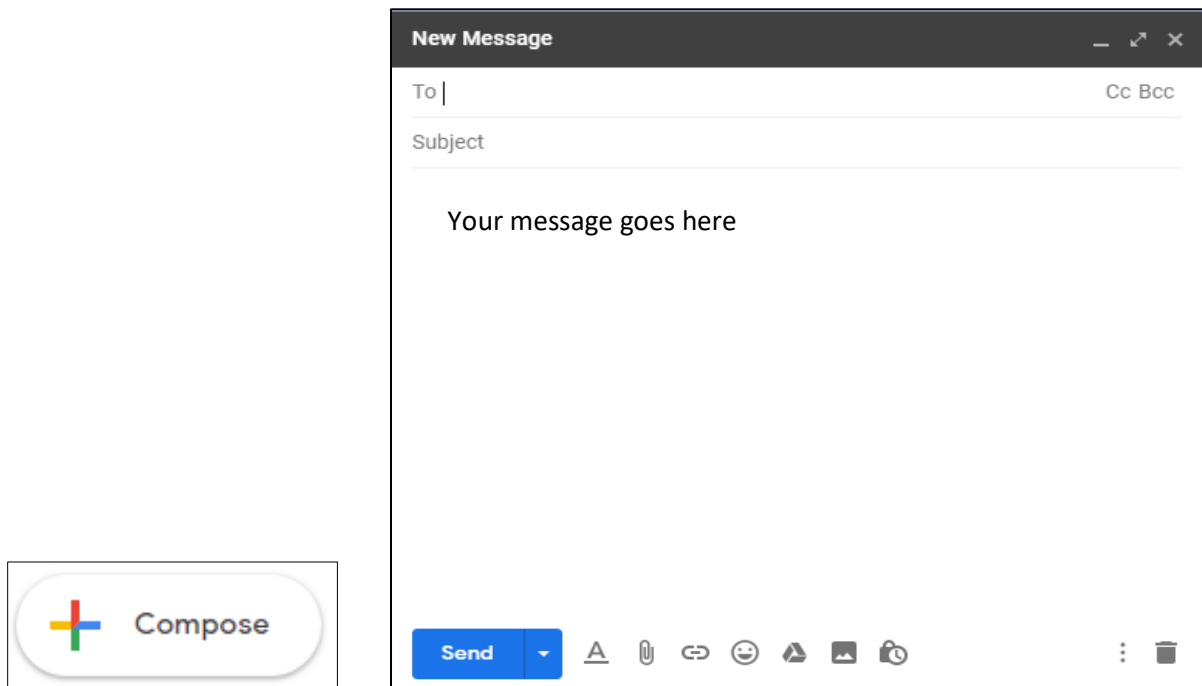 New Message
To Cc Bcc
Subject
Your message goes here
Compose
Send